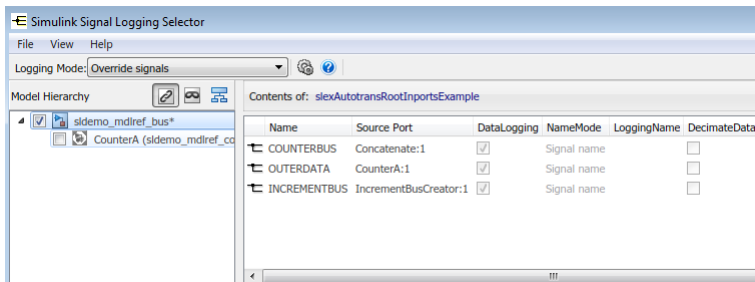 Simulink Signal Logging Selector
File View Help
Logging Mode: Override signals
Model Hierarchy
Contents of: slexAutotransRootInportsExample
sldemo_mdlref_bus*
CounterA (sldemo_mdlref_co
Name Source Port DataLogging NameMode LoggingName DecimateData
COUNTERBUS Concatenate:1 Signal name
OUTERDATA CounterA:1 Signal name
INCREMENTBUS IncrementBusCreator:1 Signal name